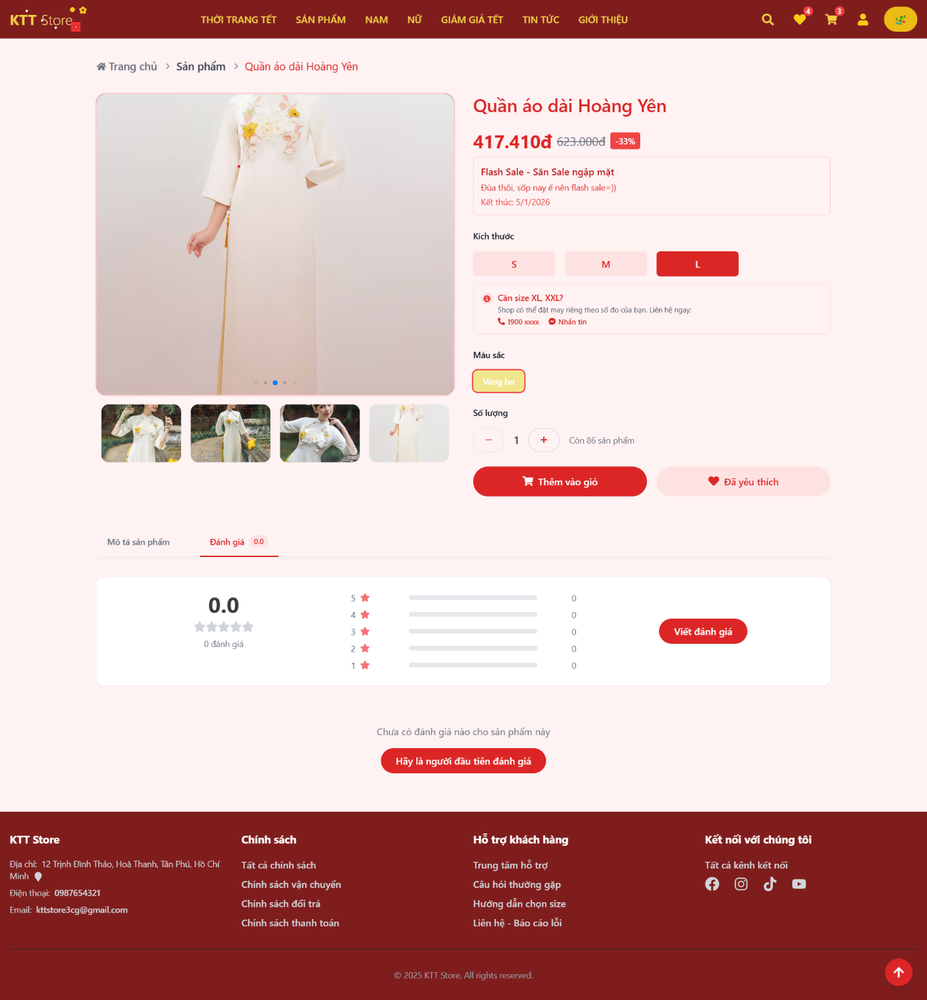 KTT Store
THỜI TRANG TẾT
SẢN PHẨM
NAM
NỮ
GIẢM GIÁ TẾT
TIN TỨC
GIỚI THIỆU
4
3
Trang chủ
Sản phẩm
Quần áo dài Hoàng Yên
Quần áo dài Hoàng Yên
417.410đ 623.000đ -33%
Flash Sale - Săn Sale ngập mặt
Đùa thôi, sốp nay ế nên flash sale=))
Kết thúc: 5/1/2026
Kích thước
S
M
L
Cần size XL, XXL?
Shop có thể đặt may riêng theo số đo của bạn. Liên hệ ngay:
1900 xxxx
Nhắn tin
Màu sắc
Vàng bơ
Số lượng
1
Còn 86 sản phẩm
Thêm vào giỏ
Đã yêu thích
Mô tả sản phẩm
Đánh giá 0.0
0.0
0 đánh giá
5 0
4 0
3 0
2 0
1 0
Viết đánh giá
Chưa có đánh giá nào cho sản phẩm này
Hãy là người đầu tiên đánh giá
KTT Store
Địa chỉ: 12 Trịnh Đình Thảo, Hoà Thanh, Tân Phú, Hồ Chí
Minh
Điện thoại: 0987654321
Email: kttstore3cg@gmail.com
Chính sách
Tất cả chính sách
Chính sách vận chuyển
Chính sách đổi trả
Chính sách thanh toán
Hỗ trợ khách hàng
Trung tâm hỗ trợ
Câu hỏi thường gặp
Hướng dẫn chọn size
Liên hệ - Báo cáo lỗi
Kết nối với chúng tôi
Tất cả kênh kết nối
© 2025 KTT Store. All rights reserved.